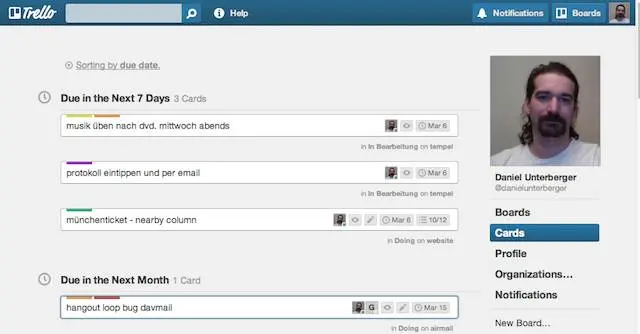 Trello
Help
Notifications
Boards
Sorting by due date.
Due in the Next 7 Days 3 Cards
musik üben nach dvd. mittwoch abends
Mar 6
in In Bearbeitung on tempel
protokoll eintippen und per email
Mar 6
in In Bearbeitung on tempel
münchenticket - nearby column
Mar 6
10/12
in Doing on website
Due in the Next Month 1 Card
hangout loop bug davmail
G
Mar 15
in Doing on airmail
Daniel Unterberger
@danielunterberger
Boards
Cards
Profile
Organizations...
Notifications
New Board...